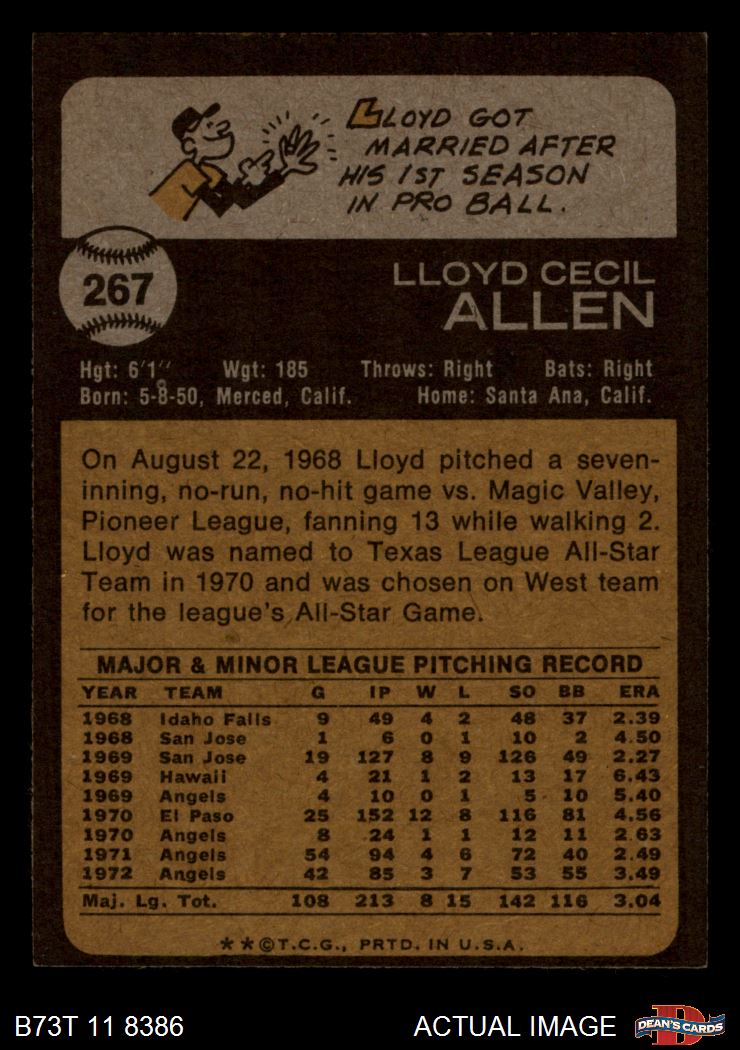 LLOYD GOT
MARRIED AFTER
HIS 1ST SEASON
IN PRO BALL.
267
LLOYD CECIL
ALLEN
Hgt: 6'1" Wgt: 185 Throws: Right Bats: Right
Born: 5-8-50, Merced, Calif. Home: Santa Ana, Calif.
On August 22, 1968 Lloyd pitched a seven-
inning, no-run, no-hit game vs. Magic Valley,
Pioneer League, fanning 13 while walking 2.
Lloyd was named to Texas League All-Star
Team in 1970 and was chosen on West team
for the league's All-Star Game.
MAJOR & MINOR LEAGUE PITCHING RECORD
YEAR TEAM G IP W L SO BB ERA
1968 Idaho Falls 9 49 4 2 48 37 2.39
1968 San Jose 1 6 0 1 10 2 4.50
1969 San Jose 19 127 8 9 126 49 2.27
1969 Hawaii 4 21 1 2 13 17 6.43
1969 Angels 4 10 0 1 5 10 5.40
1970 El Paso 25 152 12 8 116 81 4.56
1970 Angels 8 24 1 1 12 11 2.63
1971 Angels 54 94 4 6 72 40 2.49
1972 Angels 42 85 3 7 53 55 3.49
Maj. Lg. Tot. 108 213 8 15 142 116 3.04
**©T.C.G., PRTD. IN U.S.A.
B73T 11 8386 ACTUAL IMAGE D DEAN'S CARDS